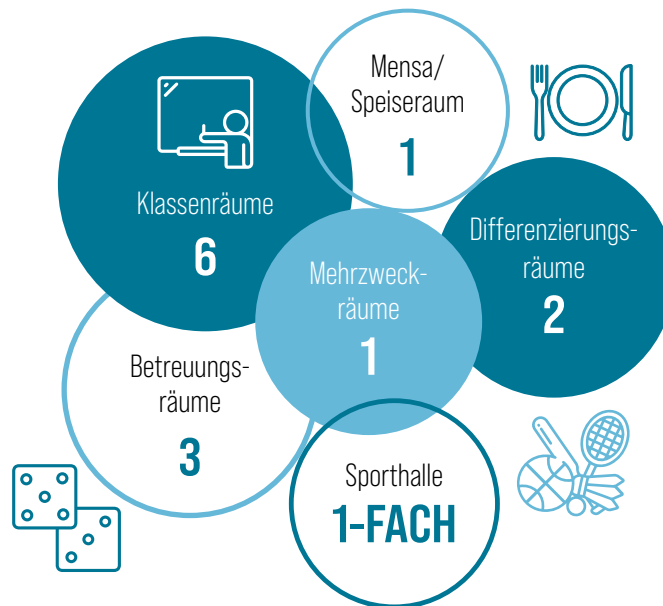 Mensa/
Speiseraum
1
Klassenräume
6
Differenzierungs-
räume
2
Mehrzweck-
räume
1
Betreuungs-
räume
3
Sporthalle
1-FACH